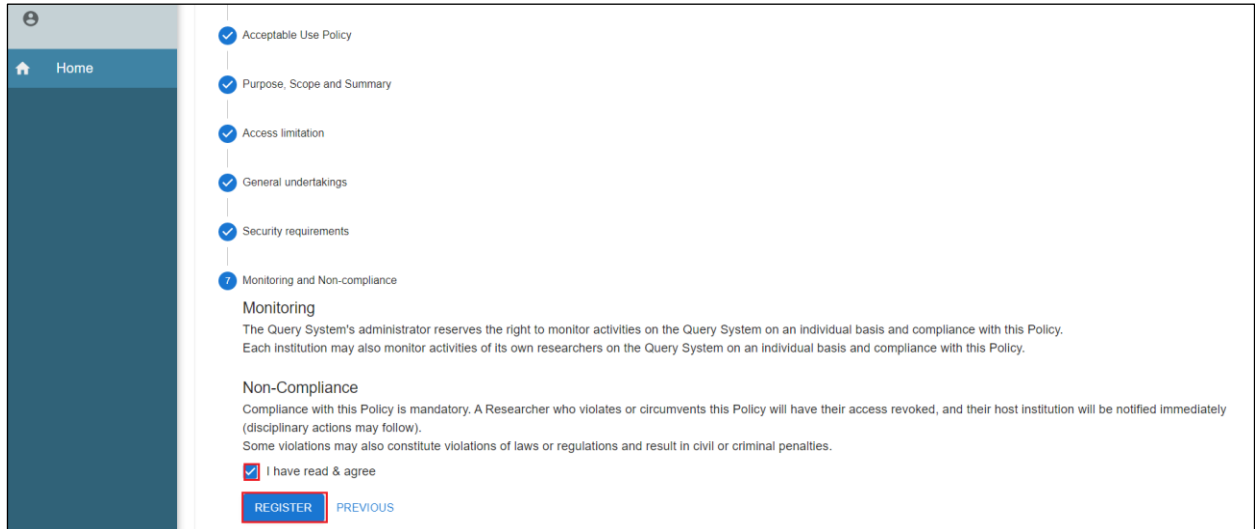 Home
Acceptable Use Policy
Purpose, Scope and Summary
Access limitation
General undertakings
Security requirements
7 Monitoring and Non-compliance
Monitoring
The Query System's administrator reserves the right to monitor activities on the Query System on an individual basis and compliance with this Policy.
Each institution may also monitor activities of its own researchers on the Query System on an individual basis and compliance with this Policy.
Non-Compliance
Compliance with this Policy is mandatory. A Researcher who violates or circumvents this Policy will have their access revoked, and their host institution will be notified immediately
(disciplinary actions may follow).
Some violations may also constitute violations of laws or regulations and result in civil or criminal penalties.
I have read & agree
REGISTER PREVIOUS